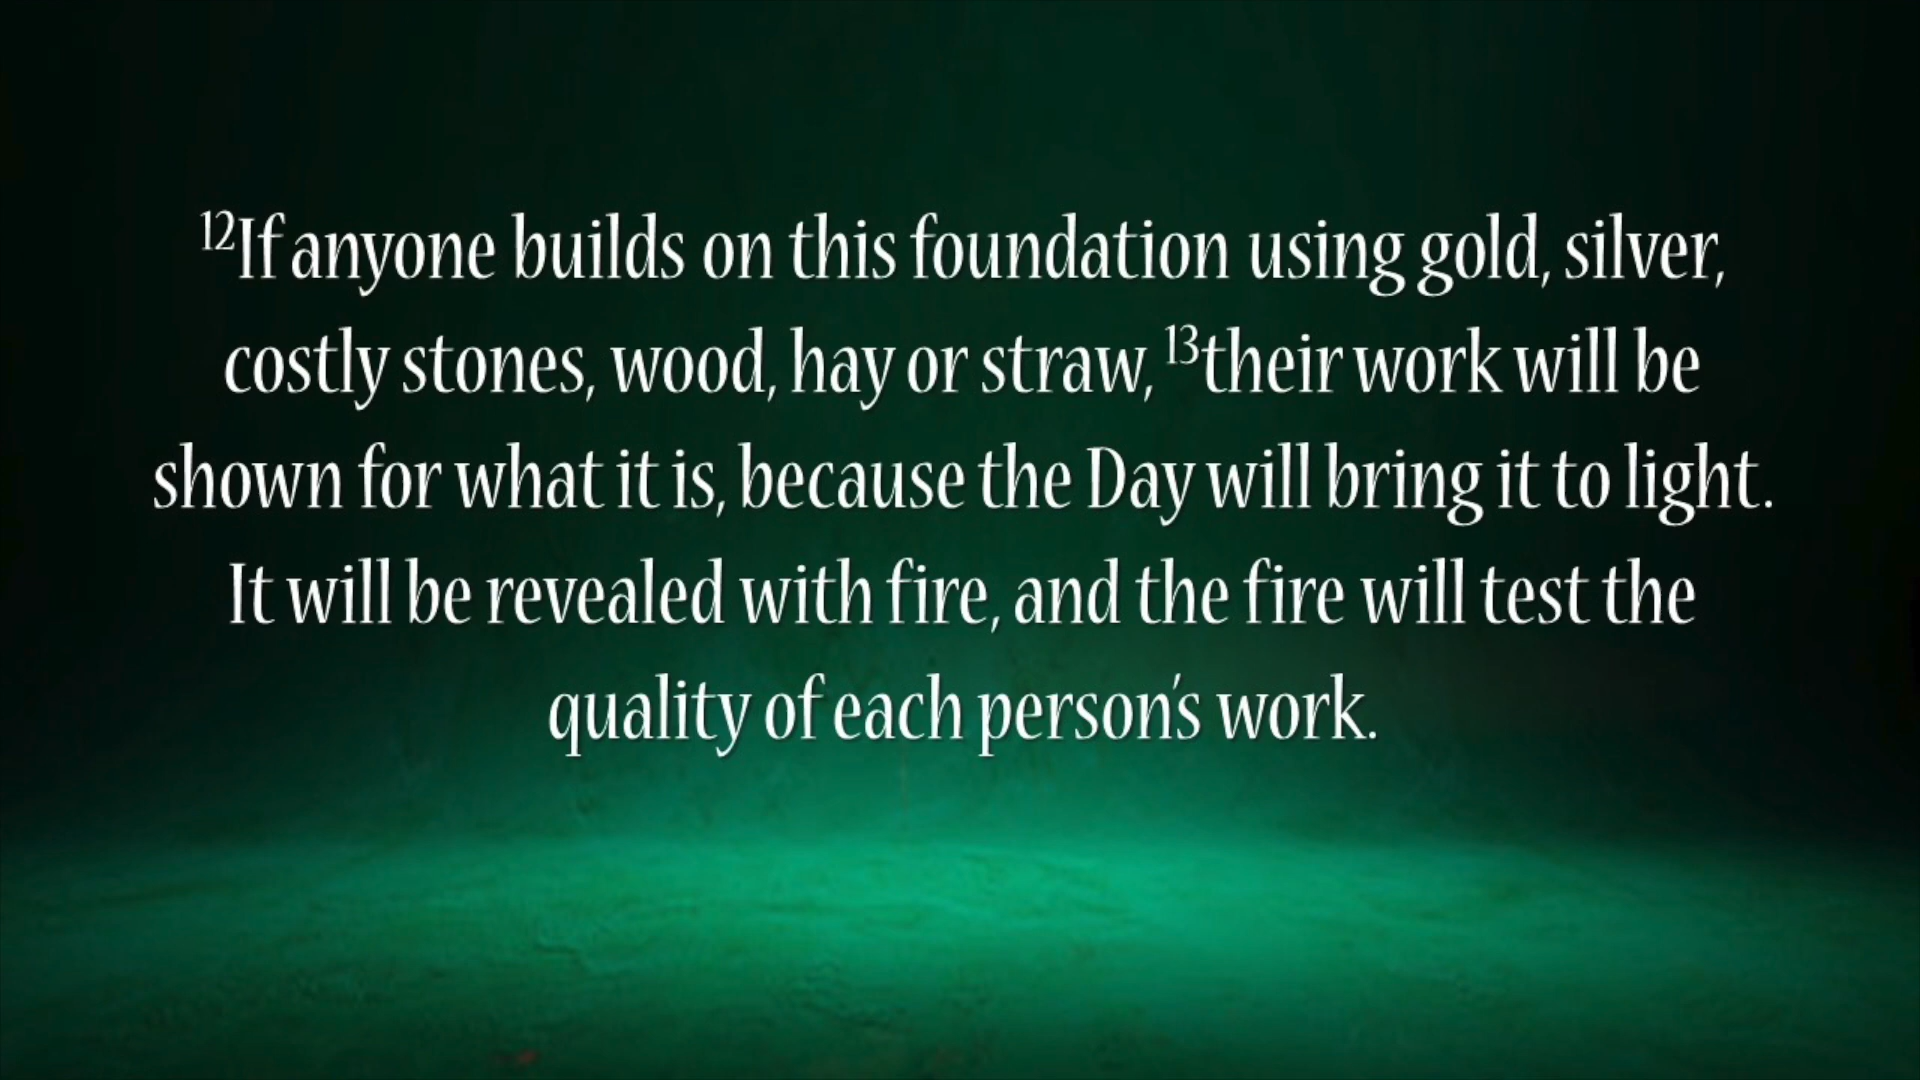 ¹²If anyone builds on this foundation using gold, silver,
costly stones, wood, hay or straw, ¹³their work will be
shown for what it is, because the Day will bring it to light.
It will be revealed with fire, and the fire will test the
quality of each person's work.